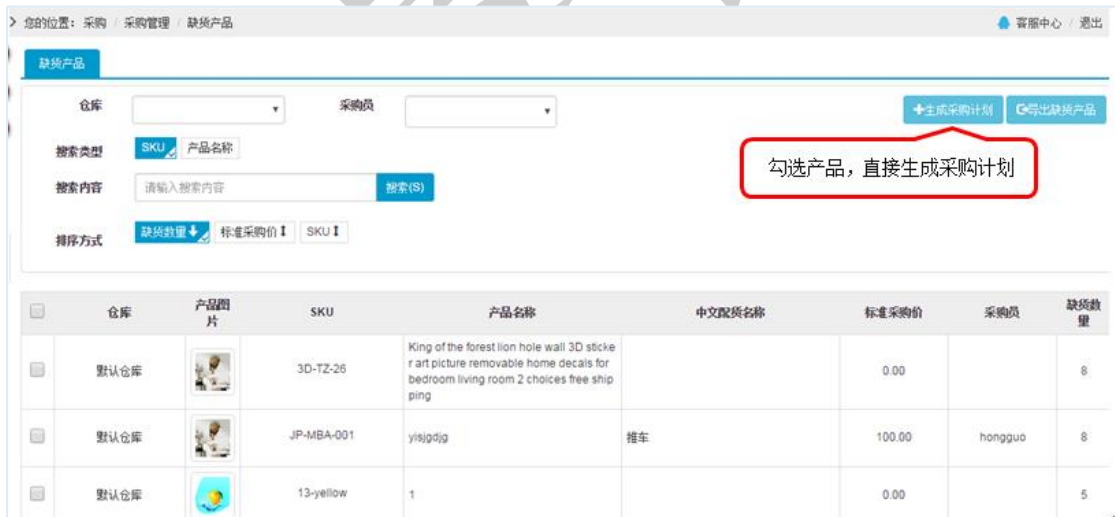 您的位置： 采购 / 采购管理 / 缺货产品
客服中心 / 退出
缺货产品
仓库
采购员
生成采购计划
导出缺货产品
搜索类型
SKU
产品名称
勾选产品，直接生成采购计划
搜索内容
请输入搜索内容
搜索(S)
排序方式
缺货数量
标准采购价
SKU
仓库
产品图
片
SKU
产品名称
中文配货名称
标准采购价
采购员
缺货数
量
默认仓库
3D-TZ-26
King of the forest lion hole wall 3D sticke
r art picture removable home decals for
bedroom living room 2 choices free ship
ping
0.00
8
默认仓库
JP-MBA-001
yisjgdjg
推车
100.00
hongguo
8
默认仓库
13-yellow
1
0.00
5